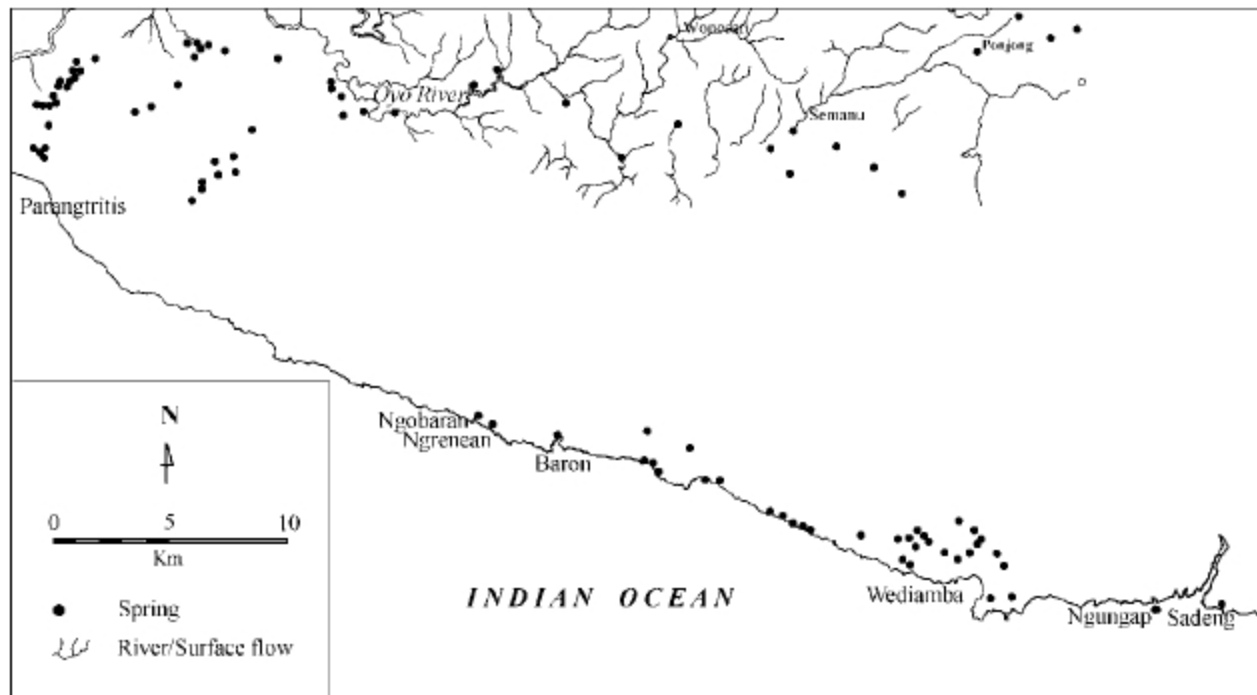 Wonosari
Ponjong
Oyo River
Semanu
Parangtritis
Ngobaran
Ngrenean
Baron
N
0 5 10
Km
INDIAN OCEAN
Wediamba
Ngungap
Sadeng
Spring
River/Surface flow